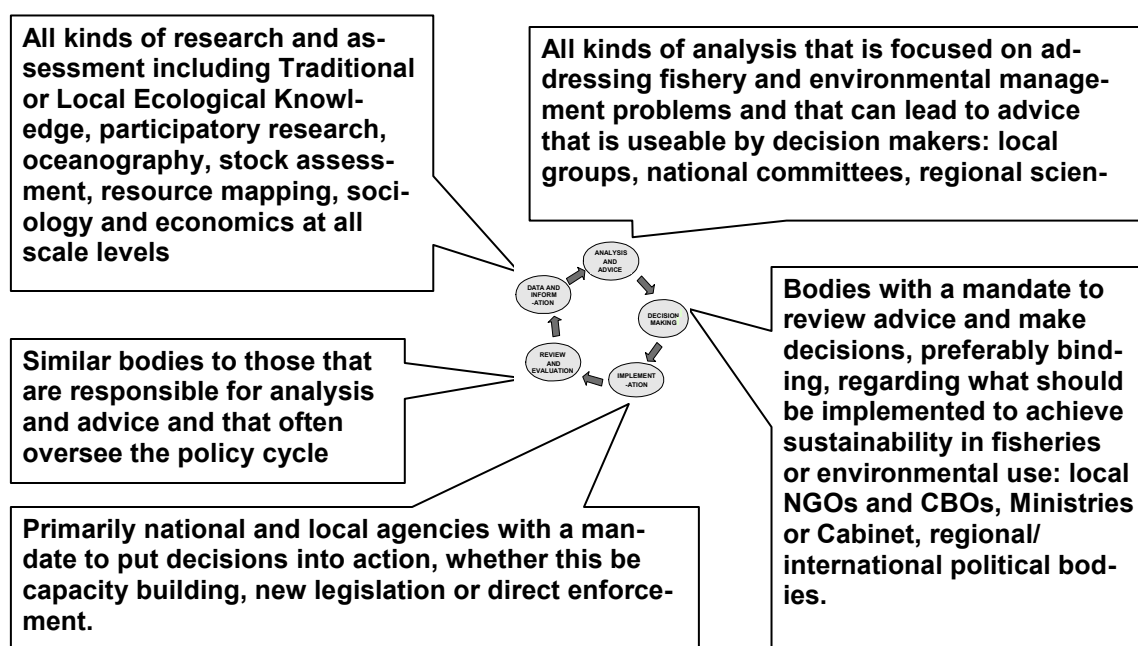 All kinds of research and as-
sessment including Traditional
or Local Ecological Knowl-
edge, participatory research,
oceanography, stock assess-
ment, resource mapping, soci-
ology and economics at all
scale levels
All kinds of analysis that is focused on ad-
dressing fishery and environmental manage-
ment problems and that can lead to advice
that is useable by decision makers: local
groups, national committees, regional scien-
ANALYSIS
AND
ADVICE
DATA AND
INFORM
-ATION
DECISION
MAKING
REVIEW
AND
EVALUATION
IMPLEMENT
-ATION
Bodies with a mandate to
review advice and make
decisions, preferably bind-
ing, regarding what should
be implemented to achieve
sustainability in fisheries
or environmental use: local
NGOs and CBOs, Ministries
or Cabinet, regional/
international political bod-
ies.
Similar bodies to those that
are responsible for analysis
and advice and that often
oversee the policy cycle
Primarily national and local agencies with a man-
date to put decisions into action, whether this be
capacity building, new legislation or direct enforce-
ment.